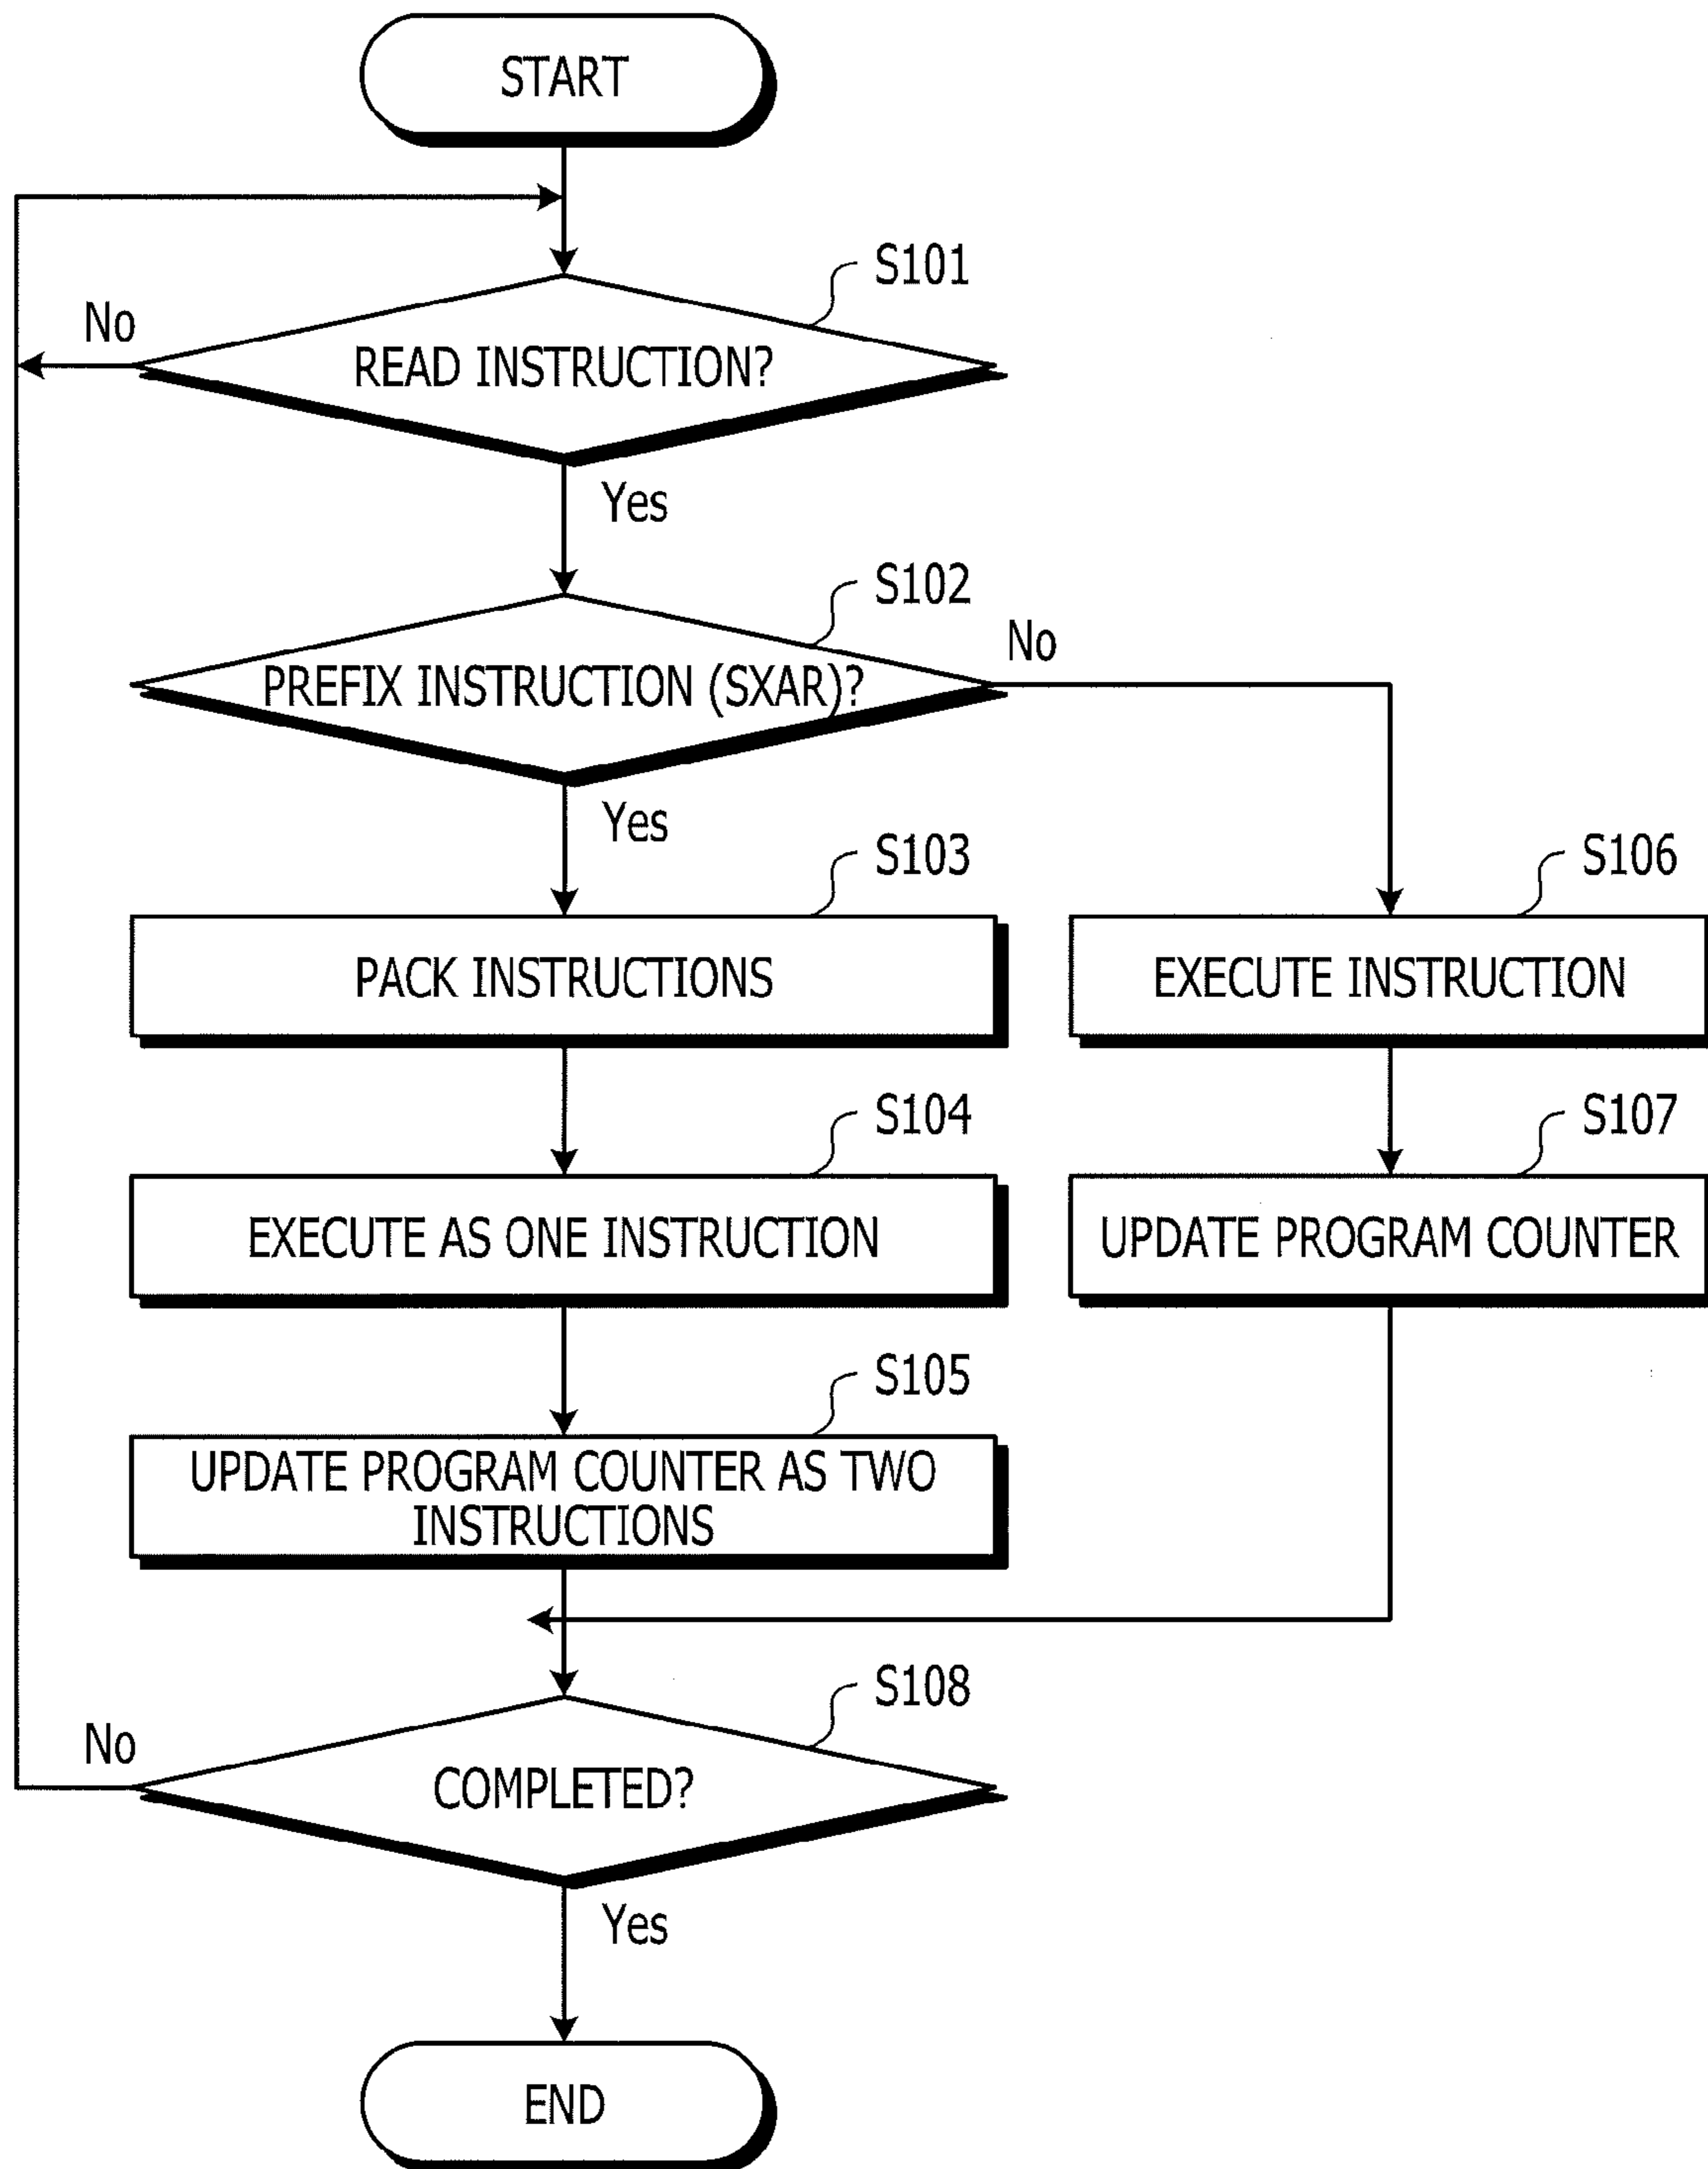 START
S101
No
READ INSTRUCTION?
Yes
S102
No
PREFIX INSTRUCTION (SXAR)?
Yes
S103
S106
PACK INSTRUCTIONS
EXECUTE INSTRUCTION
S104
S107
EXECUTE AS ONE INSTRUCTION
UPDATE PROGRAM COUNTER
S105
UPDATE PROGRAM COUNTER AS TWO
INSTRUCTIONS
S108
No
COMPLETED?
Yes
END